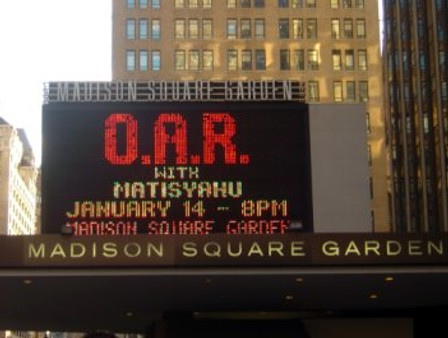 MADISON SQUARE GARDEN
O.A.R.
WITH
MATISYAHU
JANUARY 14 - 8PM
MADISON SQUARE GARDEN
MADISON SQUARE GARDEN